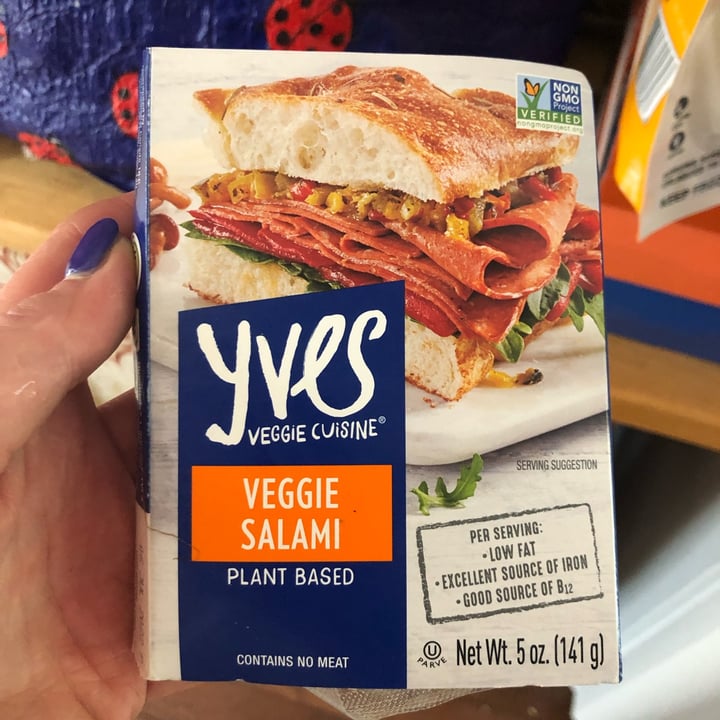 NON
GMO
Project
VERIFIED
nongmoproject.org
yves
VEGGiE CUiSiNE®
SERVING SUGGESTION
VEGGIE
SALAMI
PLANT BASED
CONTAINS NO MEAT
PER SERVING:
•LOW FAT
•EXCELLENT SOURCE OF IRON
•GOOD SOURCE OF B12
U
PARVE
Net Wt. 5 oz. (141 g)